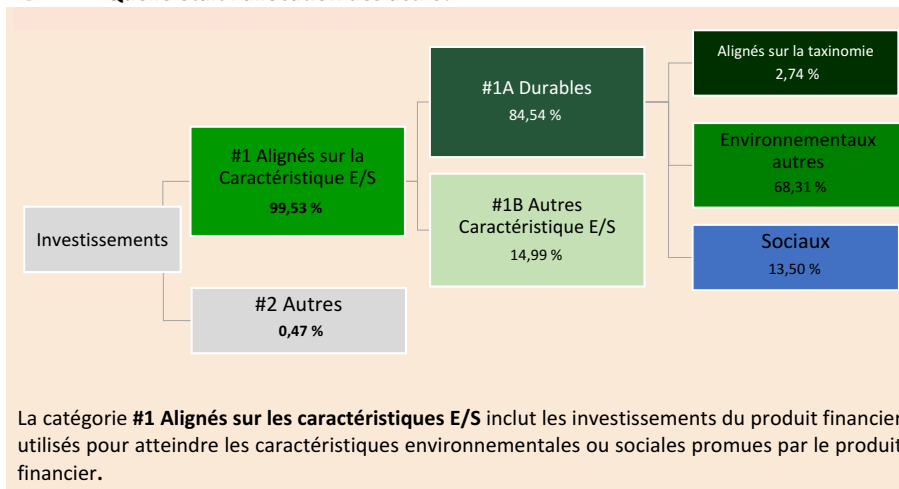 Alignés sur la taxinomie
2,74 %
#1A Durables
84,54 %
#1 Alignés sur la
Caractéristique E/S
99,53 %
Environnementaux
autres
68,31 %
#1B Autres
Caractéristique E/S
14,99 %
Investissements
Sociaux
13,50 %
#2 Autres
0,47 %
La catégorie #1 Alignés sur les caractéristiques E/S inclut les investissements du produit financier
utilisés pour atteindre les caractéristiques environnementales ou sociales promues par le produit
financier.